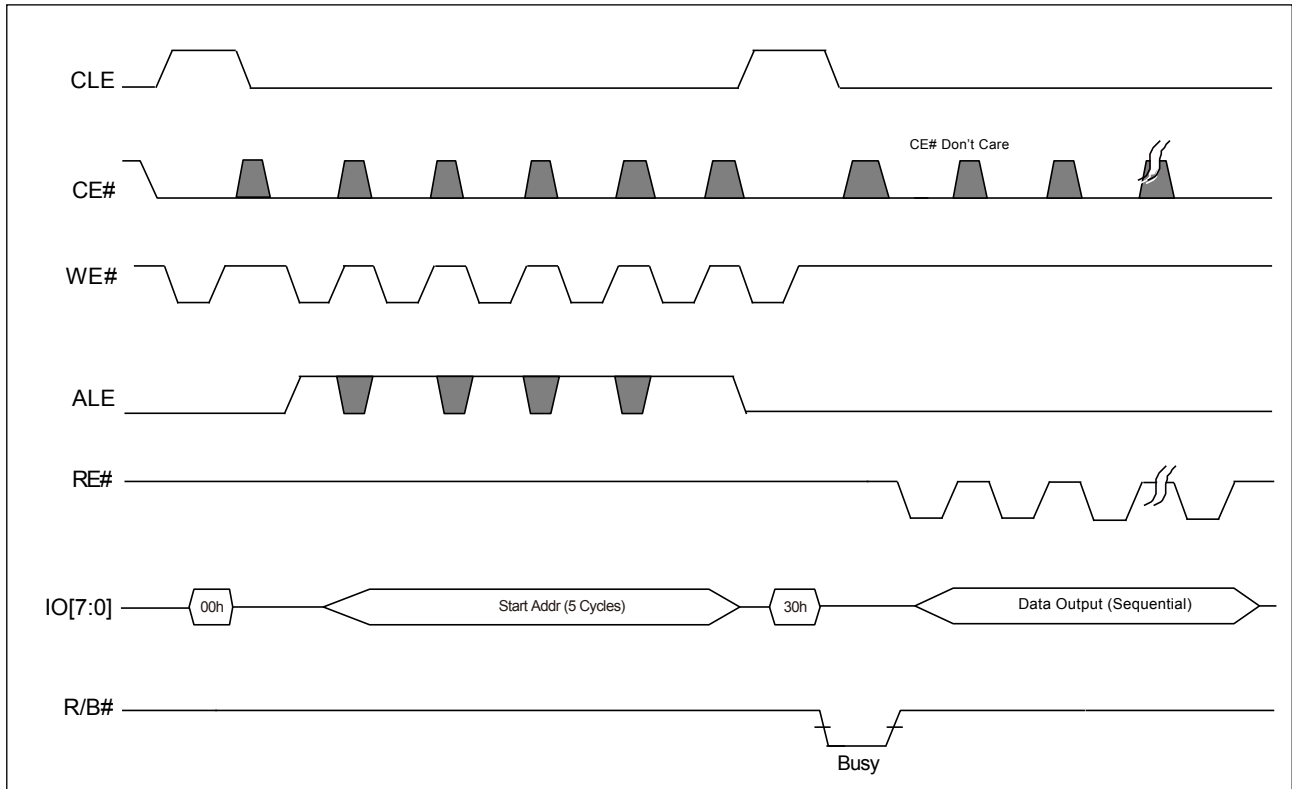 CLE
CE# Don't Care
CE#
WE#
ALE
RE#
IO[7:0]
00h
Start Addr (5 Cycles)
30h
Data Output (Sequential)
R/B#
Busy